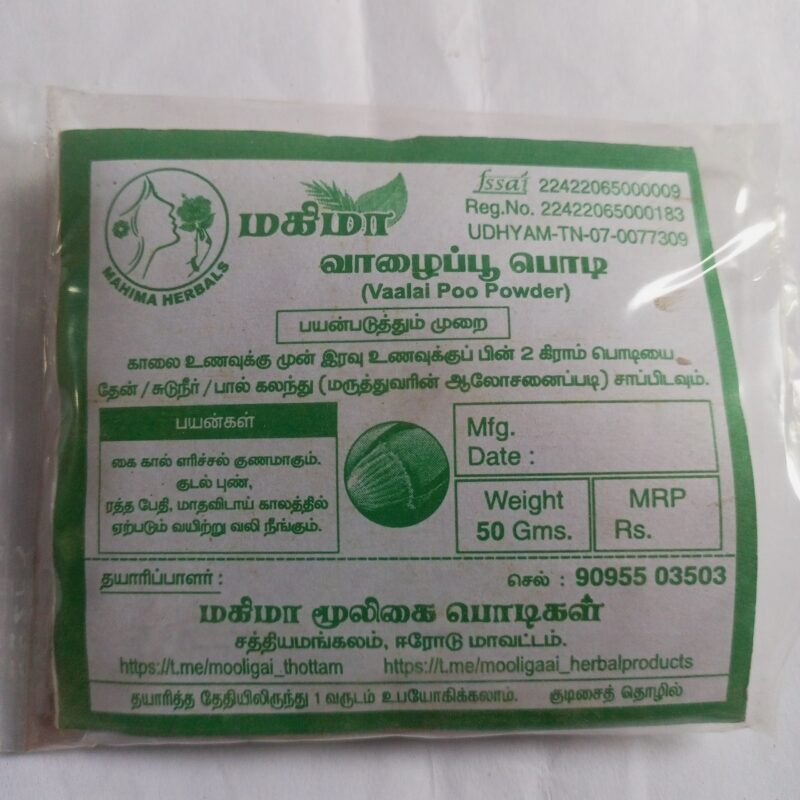 MAHIMA HERBALS
மகிமா
fssai 22422065000009
Reg.No. 22422065000183
UDHYAM-TN-07-0077309
வாழைப்பூ பொடி
(Vaalai Poo Powder)
பயன்படுத்தும் முறை
காலை உணவுக்கு முன் இரவு உணவுக்குப் பின் 2 கிராம் பொடியை
தேன் / சுடுநீர் / பால் கலந்து (மருத்துவரின் ஆலோசனைப்படி) சாப்பிடவும்.
பயன்கள்
கை கால் எரிச்சல் குணமாகும்.
குடல் புண்,
ரத்த பேதி, மாதவிடாய் காலத்தில்
ஏற்படும் வயிற்று வலி நீங்கும்.
Mfg.
Date :
Weight
50 Gms.
MRP
Rs.
தயாரிப்பாளர் :
செல் : 90955 03503
மகிமா மூலிகை பொடிகள்
சத்தியமங்கலம், ஈரோடு மாவட்டம்.
https://t.me/mooligai_thottam https://t.me/mooligaai_herbalproducts
தயாரித்த தேதியிலிருந்து 1 வருடம் உபயோகிக்கலாம். குடிசைத் தொழில்